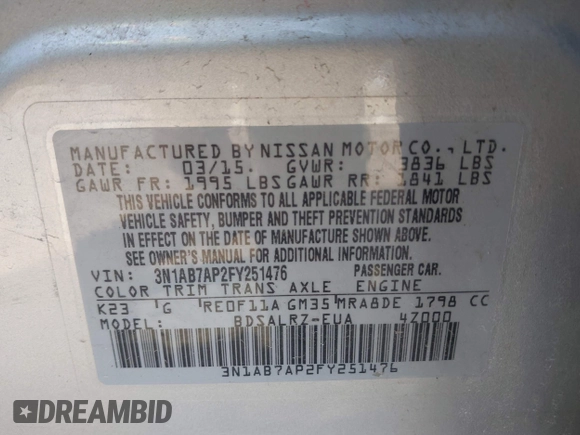 MANUFACTURED BY NISSAN MOTOR CO., LTD.
DATE: 03/15. GVWR: 3836 LBS
GAWR FR: 1995 LBS GAWR RR: 1841 LBS
THIS VEHICLE CONFORMS TO ALL APPLICABLE FEDERAL MOTOR
VEHICLE SAFETY, BUMPER AND THEFT PREVENTION STANDARDS
IN EFFECT ON THE DATE OF MANUFACTURE SHOWN ABOVE.
SEE OWNER'S MANUAL FOR ADDITIONAL INFORMATION.
VIN: 3N1AB7AP2FY251476 PASSENGER CAR.
COLOR TRIM TRANS AXLE ENGINE
K23 G RE0F11A GM35 MRA8DE 1798 CC
MODEL: BDSALRZ-EUA 4Z000
3N1AB7AP2FY251476
DREAMBID